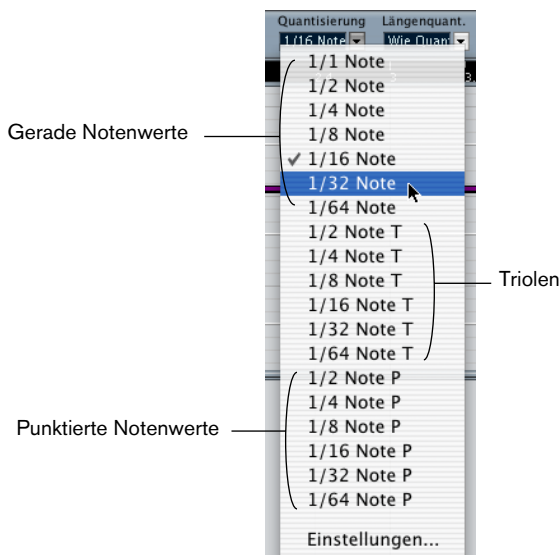 Quantisierung Längenquant.
1/16 Note Wie Quan
1/1 Note
1/2 Note
1/4 Note
Gerade Notenwerte
1/8 Note
✓ 1/16 Note
1/32 Note
1/64 Note
1/2 Note T
1/4 Note T
1/8 Note T
Triolen
1/16 Note T
1/32 Note T
1/64 Note T
1/2 Note P
1/4 Note P
Punktierte Notenwerte
1/8 Note P
1/16 Note P
1/32 Note P
1/64 Note P
Einstellungen...